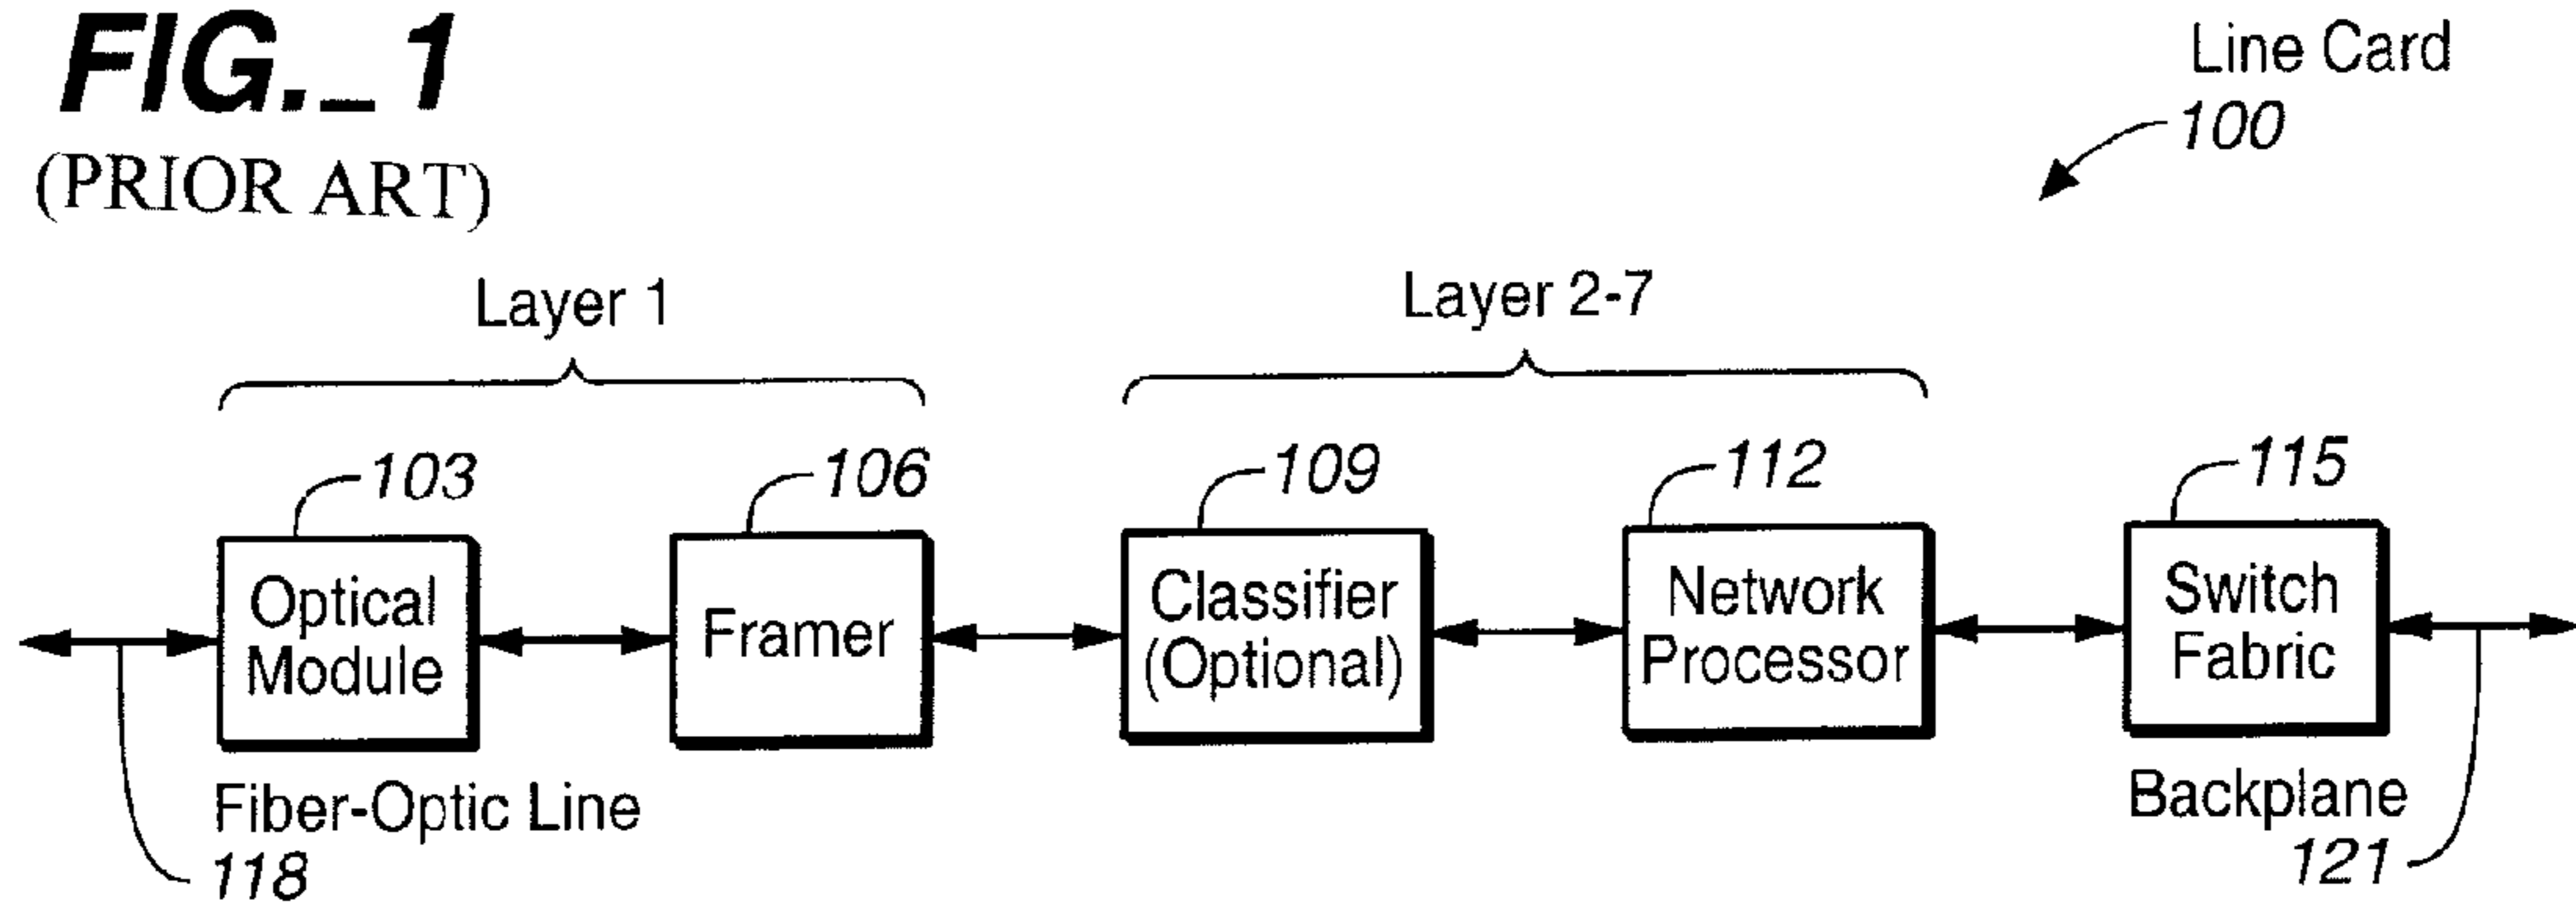 FIG._1
(PRIOR ART)
Line Card
100
Layer 1
Layer 2-7
103
106
109
112
115
Optical
Module
Framer
Classifier
(Optional)
Network
Processor
Switch
Fabric
Fiber-Optic Line
118
Backplane
121